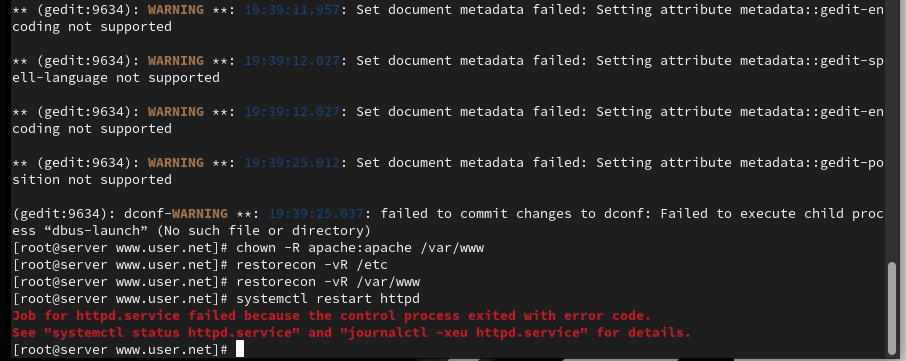 ** (gedit:9634): WARNING **: 19:39:11.957: Set document metadata failed: Setting attribute metadata::gedit-en
coding not supported
** (gedit:9634): WARNING **: 19:39:12.027: Set document metadata failed: Setting attribute metadata::gedit-sp
ell-language not supported
** (gedit:9634): WARNING **: 19:39:12.027: Set document metadata failed: Setting attribute metadata::gedit-en
coding not supported
** (gedit:9634): WARNING **: 19:39:25.012: Set document metadata failed: Setting attribute metadata::gedit-po
sition not supported
(gedit:9634): dconf-WARNING **: 19:39:25.037: failed to commit changes to dconf: Failed to execute child proc
ess “dbus-launch” (No such file or directory)
[root@server www.user.net]# chown -R apache:apache /var/www
[root@server www.user.net]# restorecon -vR /etc
[root@server www.user.net]# restorecon -vR /var/www
[root@server www.user.net]# systemctl restart httpd
Job for httpd.service failed because the control process exited with error code.
See "systemctl status httpd.service" and "journalctl -xeu httpd.service" for details.
[root@server www.user.net]#